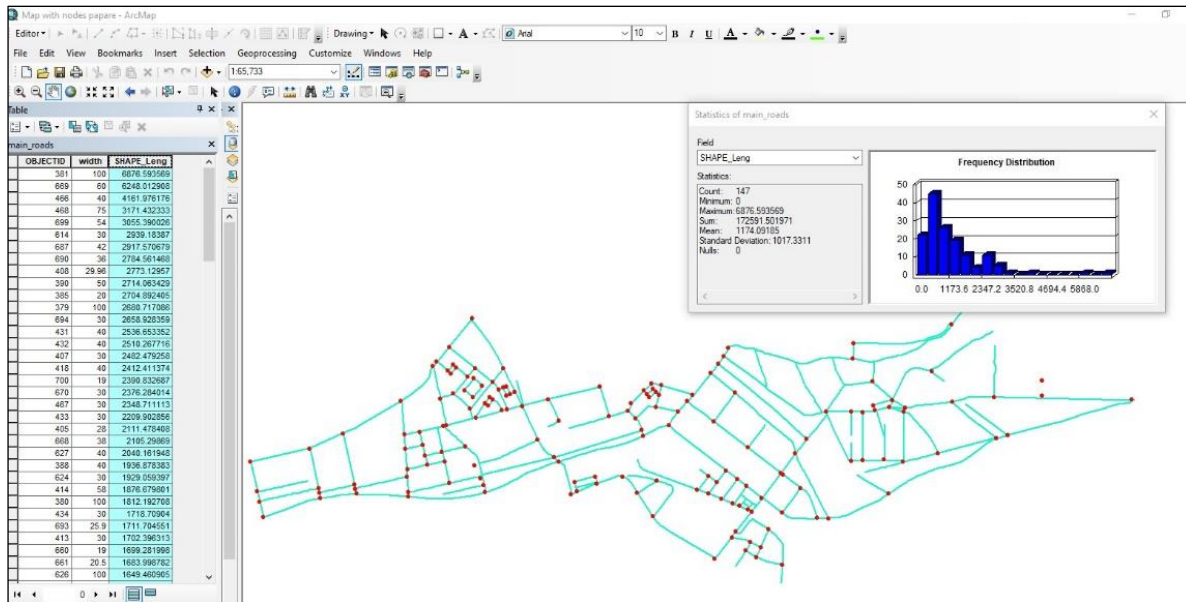 Map with nodes papare - ArcMap
Editor
Drawing
Arial
10
B I U A
File Edit View Bookmarks Insert Selection Geoprocessing Customize Windows Help
1:65,733
Table
main_roads
OBJECTID width SHAPE_Leng
381 100 6876.593569
669 60 6248.012908
466 40 4161.976176
468 75 3171.432333
699 54 3055.390026
614 30 2939.18387
687 42 2917.570679
690 36 2784.561468
408 29.96 2773.12957
390 50 2714.063429
385 20 2704.892405
379 100 2680.717086
694 30 2658.928359
431 40 2536.653352
432 40 2510.267716
407 30 2482.479258
418 40 2412.411374
700 19 2390.832687
670 30 2376.284014
467 30 2348.711113
433 30 2209.902856
405 28 2111.478408
668 38 2105.29869
627 40 2040.161948
388 40 1936.878383
624 30 1929.059397
414 58 1876.679801
380 100 1812.192708
434 30 1718.70904
693 25.9 1711.704551
413 30 1702.396313
660 19 1699.281998
661 20.5 1683.998782
626 100 1649.460905
0
Statistics of main_roads
Field
SHAPE_Leng
Statistics:
Count: 147
Minimum: 0
Maximum: 6876.593569
Sum: 172591.501971
Mean: 1174.09185
Standard Deviation: 1017.3311
Nulls: 0
Frequency Distribution
50
40
30
20
10
0
0.0 1173.6 2347.2 3520.8 4694.4 5868.0